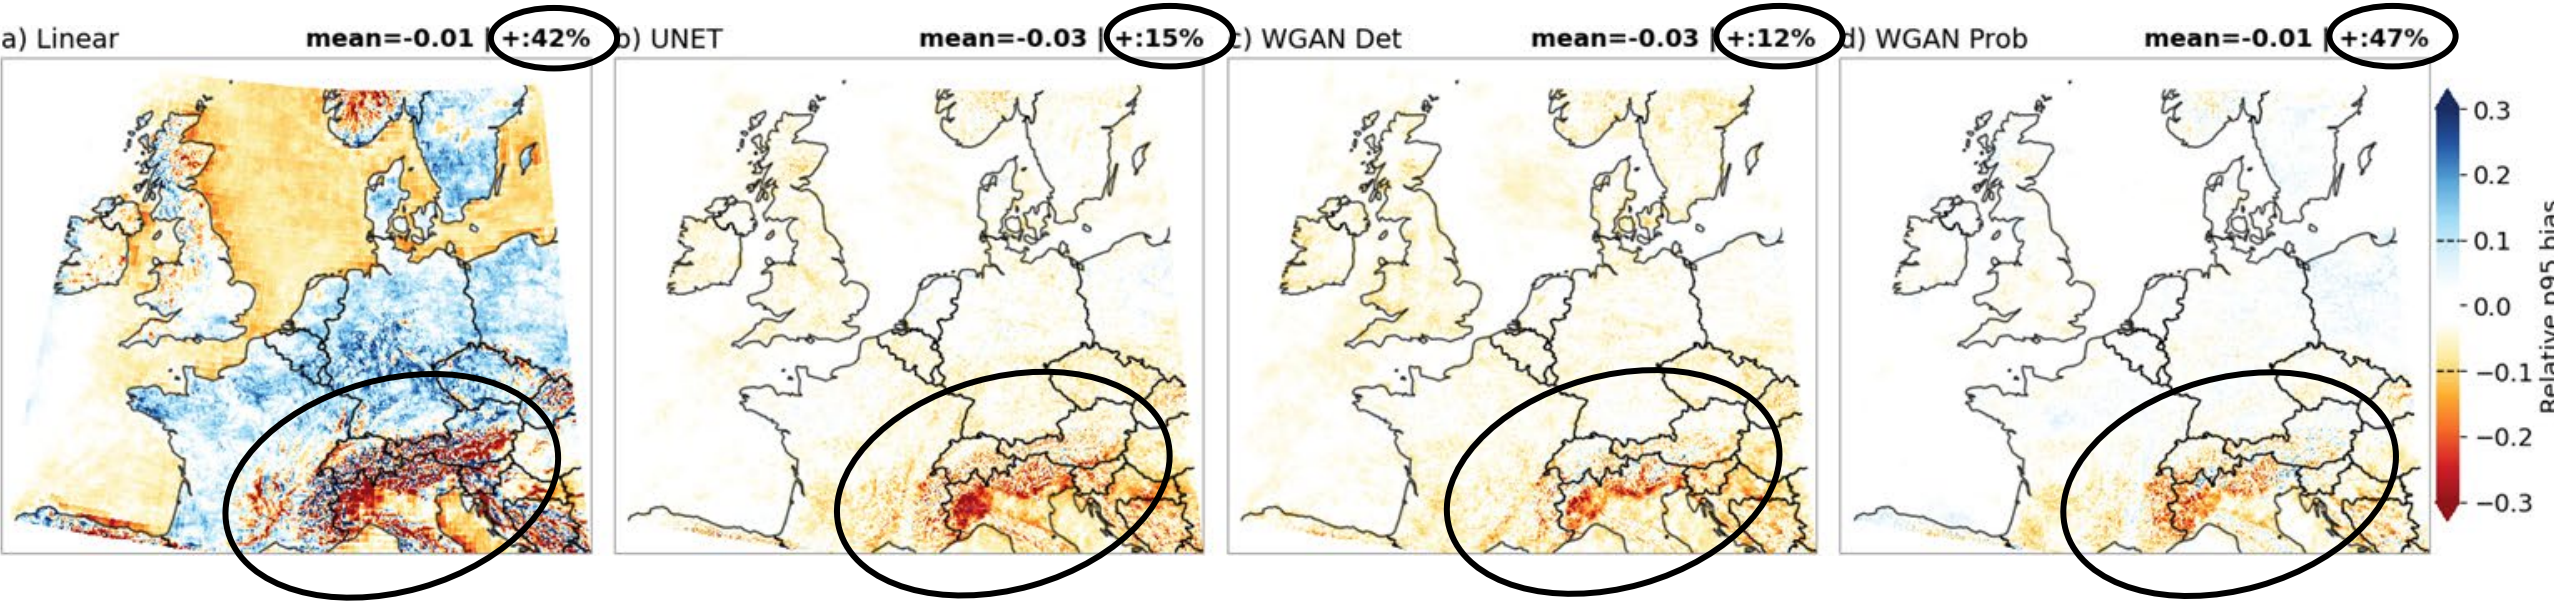 a) Linear mean=-0.01 | +:42%
b) UNET mean=-0.03 | +:15%
c) WGAN Det mean=-0.03 | +:12%
d) WGAN Prob mean=-0.01 | +:47%
0.3
0.2
0.1
0.0
−0.1
−0.2
−0.3
Relative p95 bias